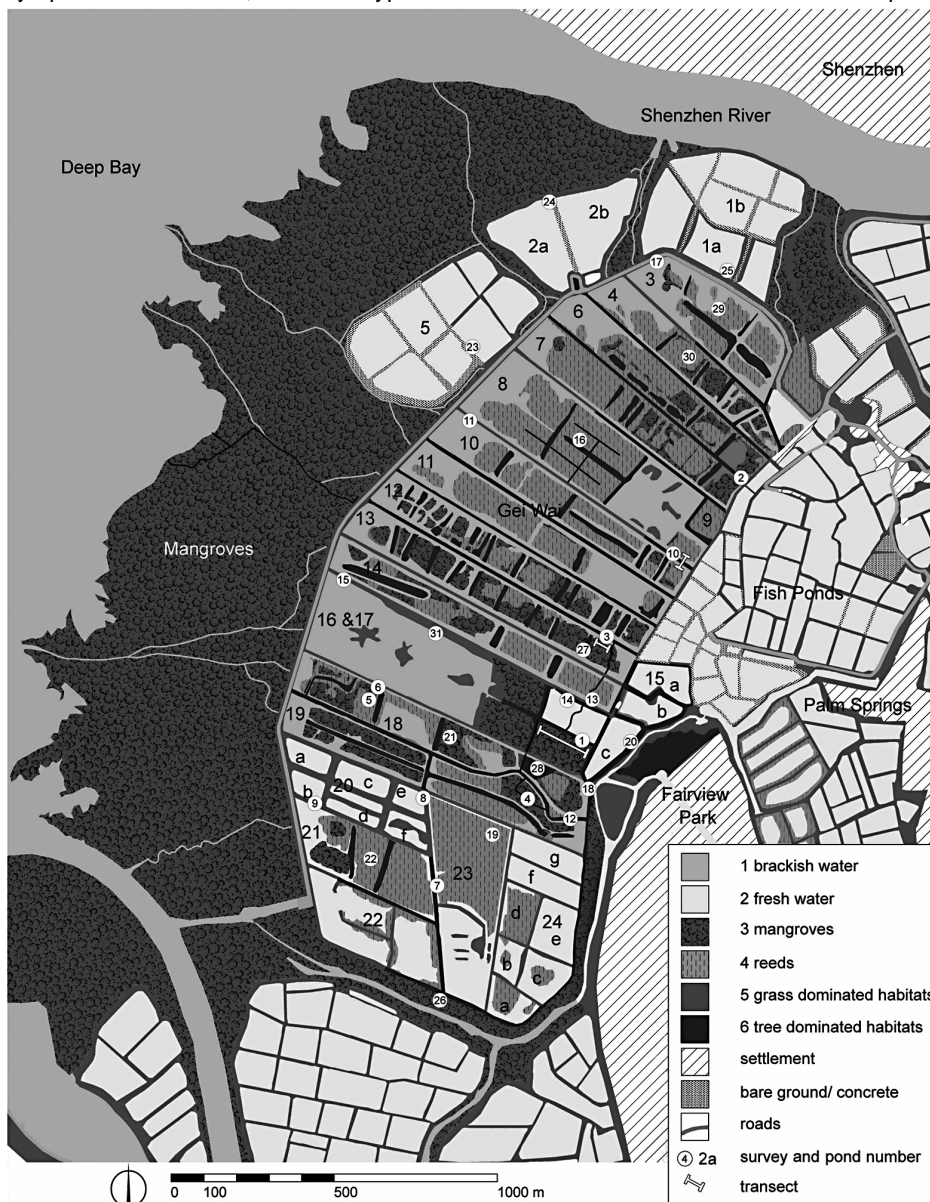 Shenzhen
Shenzhen River
Deep Bay
1b
24
2b
2a
1a
17
3
25
4
29
6
5
23
7
30
8
11
16
10
2
11
Gei Wai
9
12
10
13
Mangroves
14
15
Fish Ponds
16 &17
31
3
27
15 a
6
5
14
13
b
Palm Springs
19
18
21
1
20
c
a
28
18
20
c
e
8
4
Fairview
Park
b
9
d
12
21
f
19
g
22
23
f
7
d
22
24
e
b
c
26
a
1 brackish water
2 fresh water
3 mangroves
4 reeds
5 grass dominated habitats
6 tree dominated habitats
settlement
bare ground/ concrete
roads
4 2a survey and pond number
transect
0 100 500 1000 m